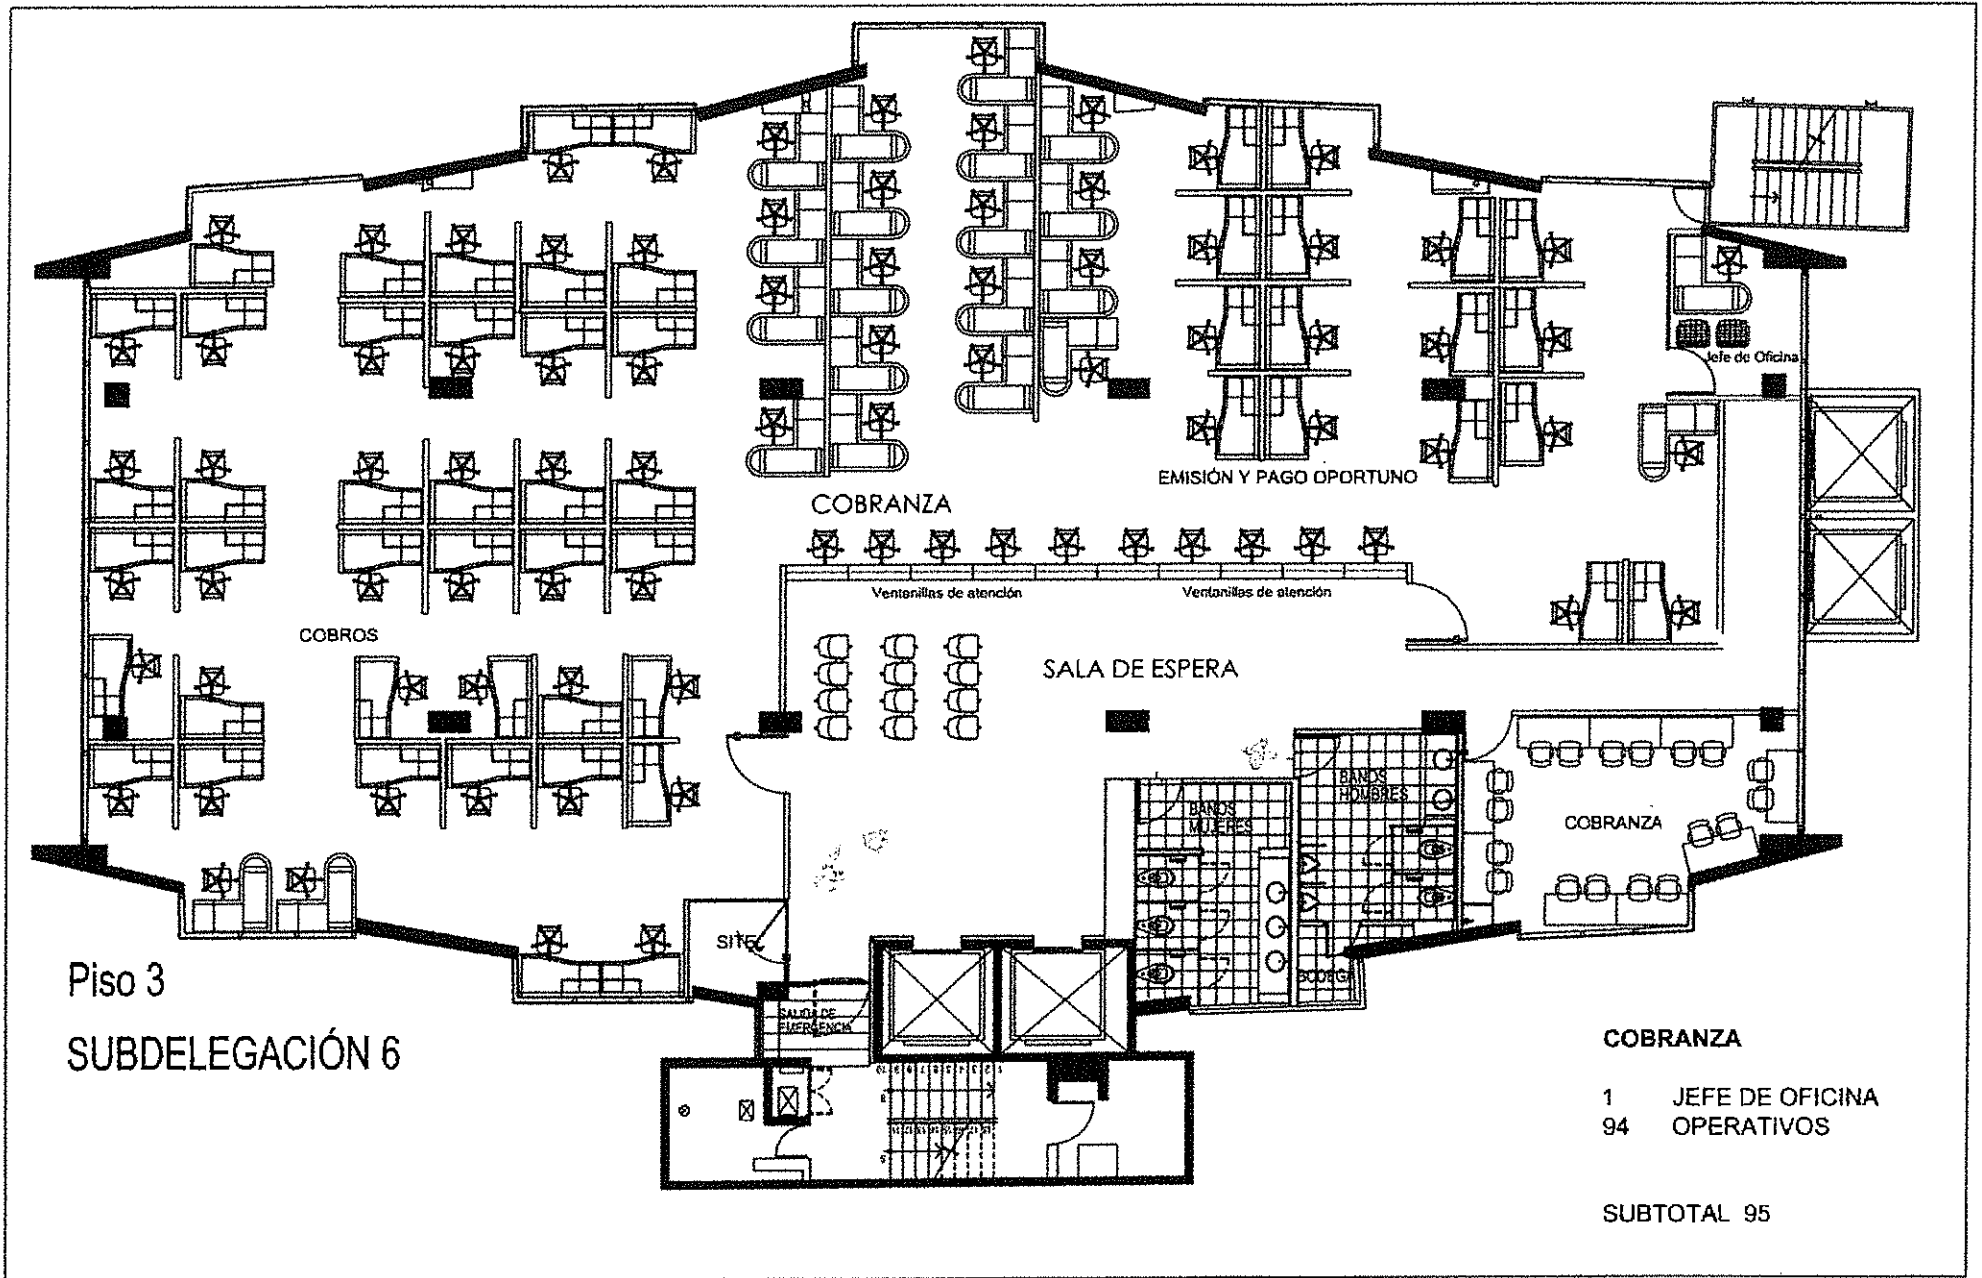 Jefe de Oficina
EMISIÓN Y PAGO OPORTUNO
COBRANZA
Ventanillas de atención
Ventanillas de atención
COBROS
SALA DE ESPERA
BAÑOS
HOMBRES
BAÑOS
MUJERES
COBRANZA
SITE
Piso 3
SUBDELEGACIÓN 6
BODEGA
SALIDA DE
EMERGENCIA
COBRANZA
1 JEFE DE OFICINA
94 OPERATIVOS
SUBTOTAL 95